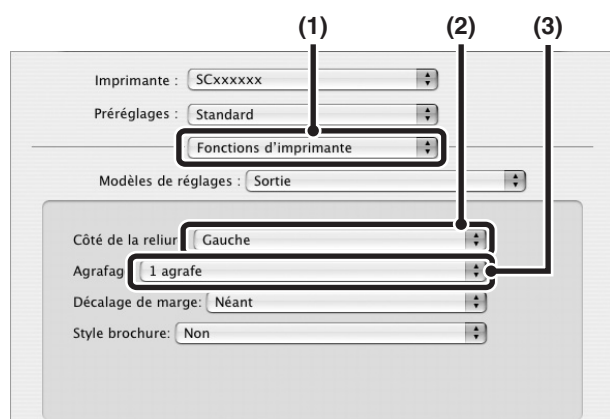 (1) (2) (3)
Imprimante : SCxxxxxx
Préréglages : Standard
Fonctions d'imprimante
Modèles de réglages : Sortie
Côté de la reliur Gauche
Agrafag 1 agrafe
Décalage de marge: Néant
Style brochure: Non